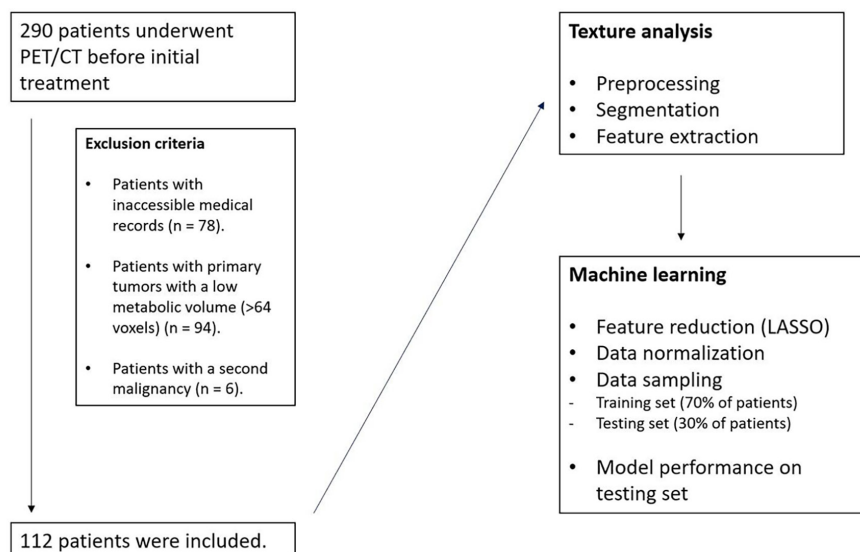 290 patients underwent
PET/CT before initial
treatment
Exclusion criteria
• Patients with
inaccessible medical
records (n = 78).
• Patients with primary
tumors with a low
metabolic volume (>64
voxels) (n = 94).
• Patients with a second
malignancy (n = 6).
112 patients were included.
Texture analysis
• Preprocessing
• Segmentation
• Feature extraction
Machine learning
• Feature reduction (LASSO)
• Data normalization
• Data sampling
- Training set (70% of patients)
- Testing set (30% of patients)
• Model performance on
testing set